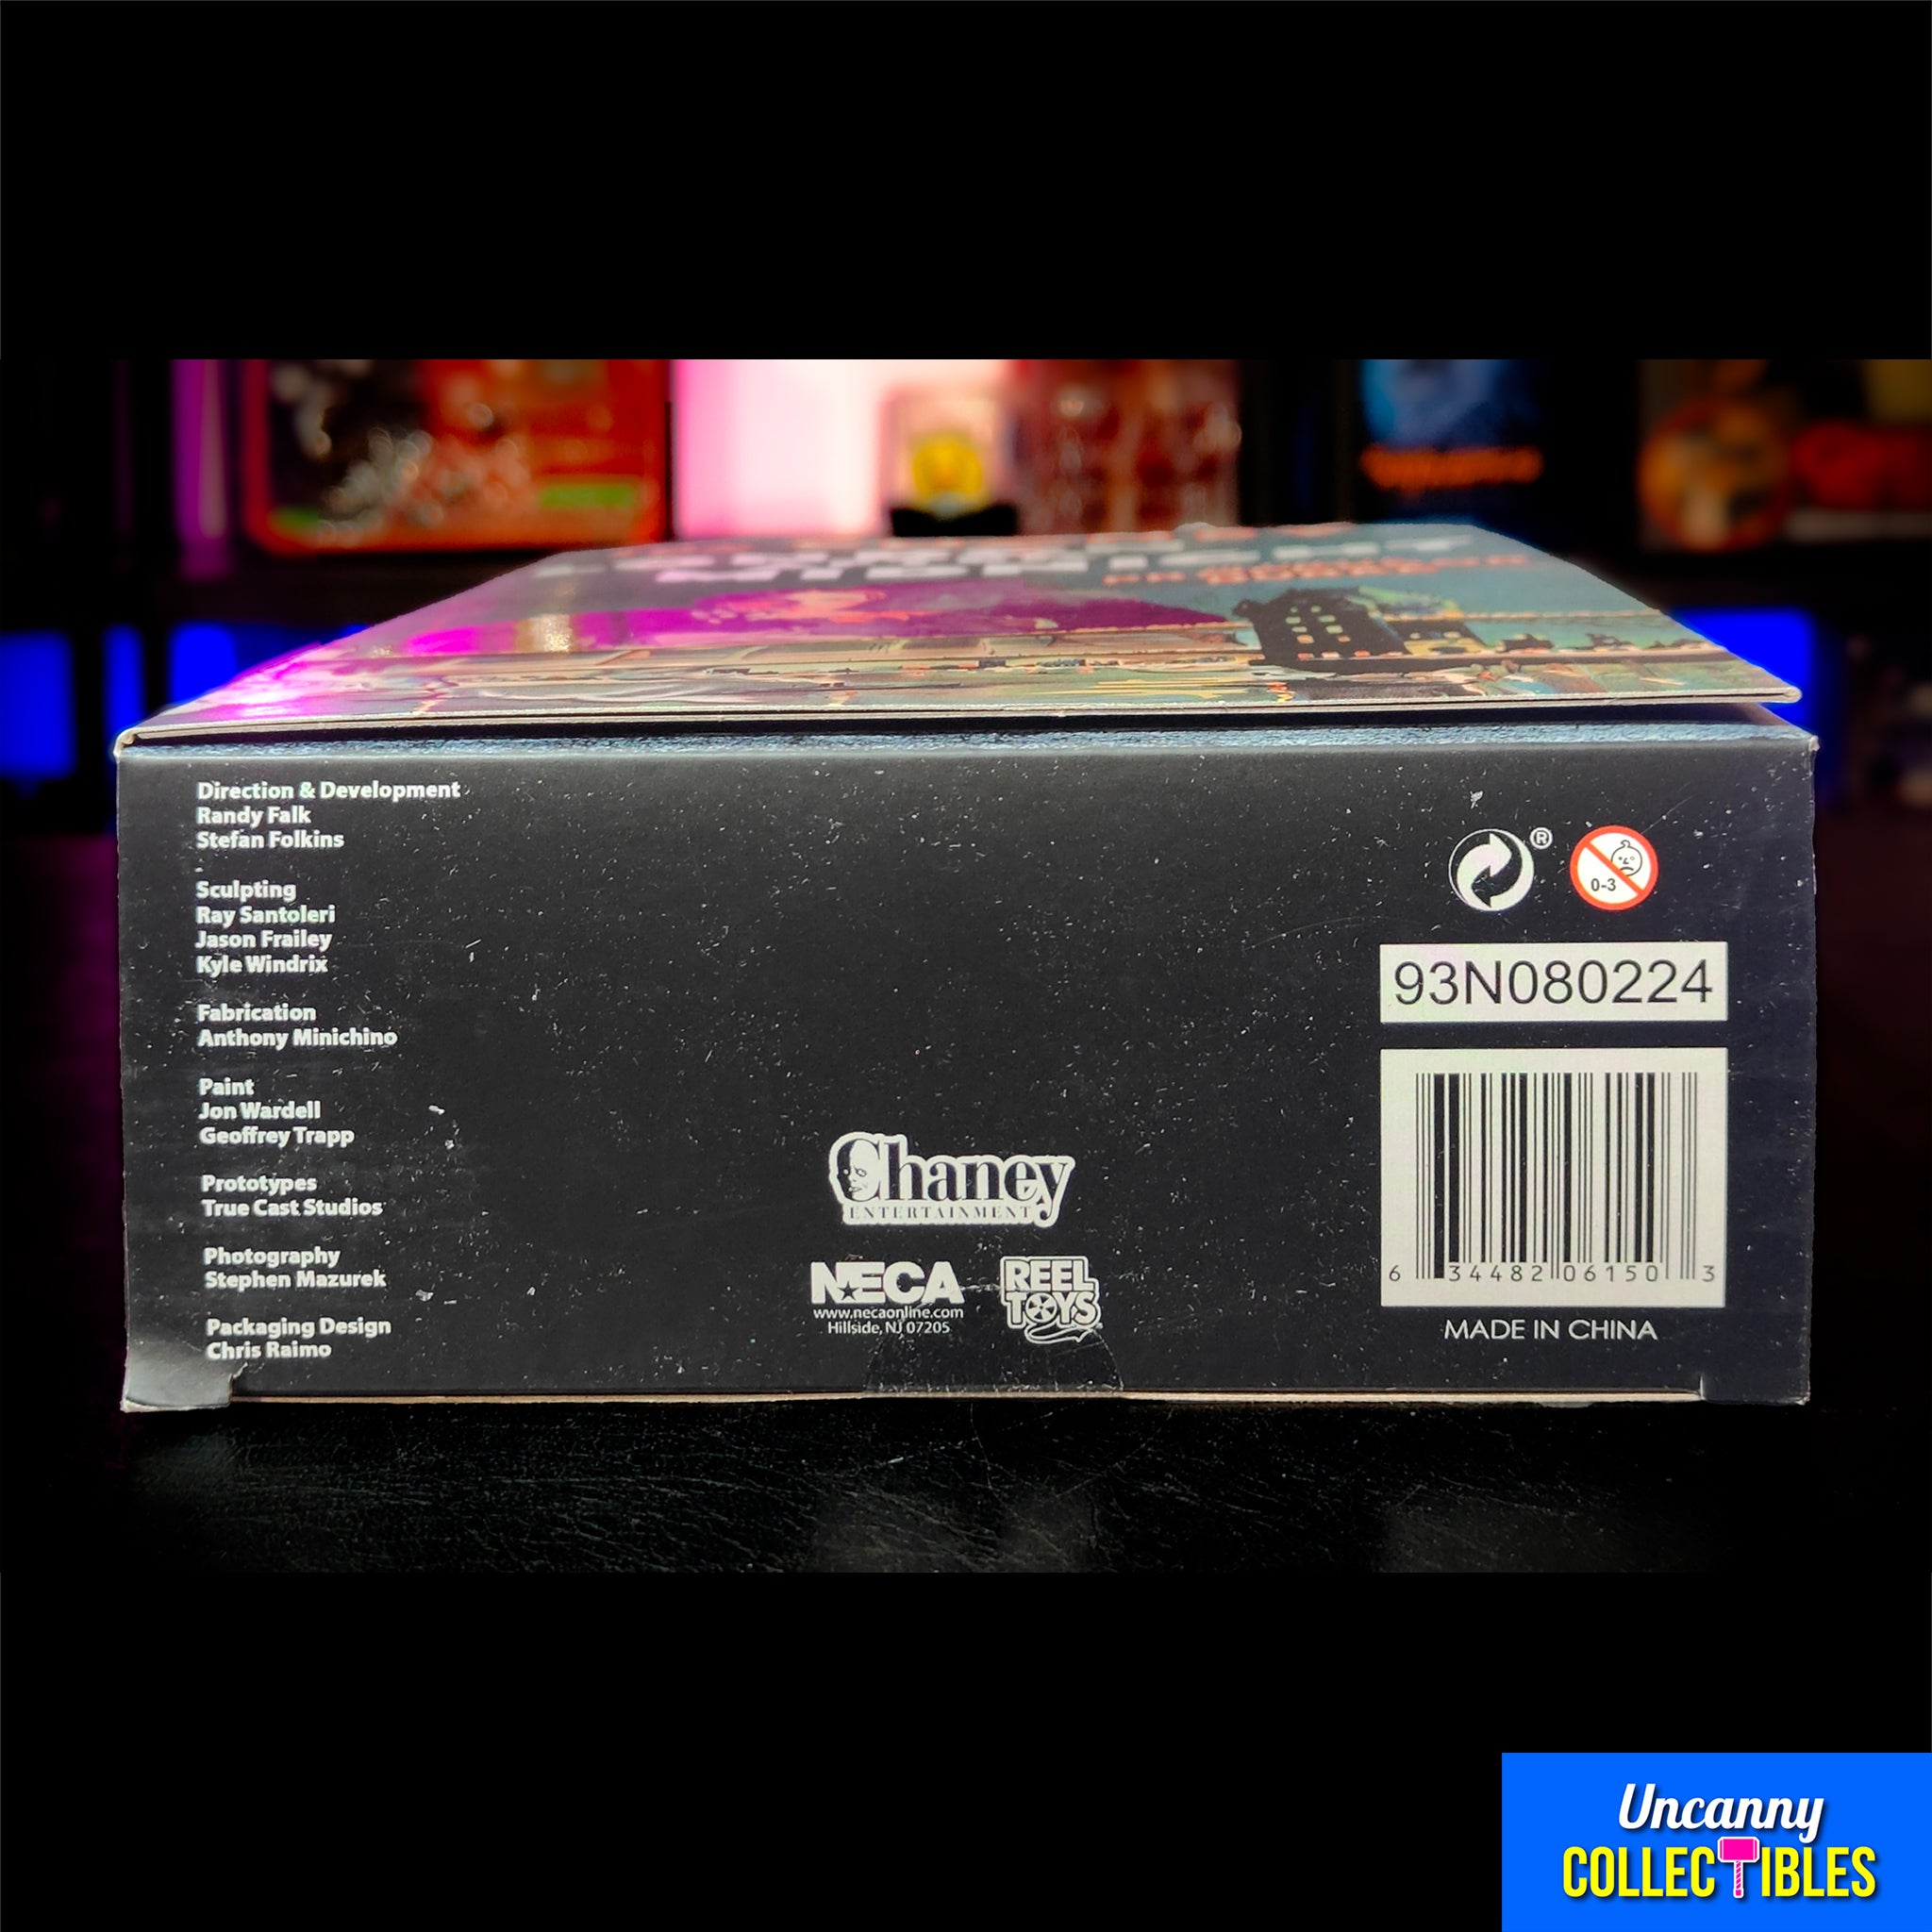 MIDNIGHT
Direction & Development
Randy Falk
Stefan Folkins
Sculpting
Ray Santoleri
Jason Frailey
Kyle Windrix
Fabrication
Anthony Minichino
Paint
Jon Wardell
Geoffrey Trapp
Prototypes
True Cast Studios
Photography
Stephen Mazurek
Packaging Design
Chris Raimo
Chaney
ENTERTAINMENT
NECA
www.necaonline.com
Hillside, NJ 07205
REEL
TOYS
®
0-3
93N080224
6 34482 06150 3
MADE IN CHINA
Uncanny
COLLECTIBLES